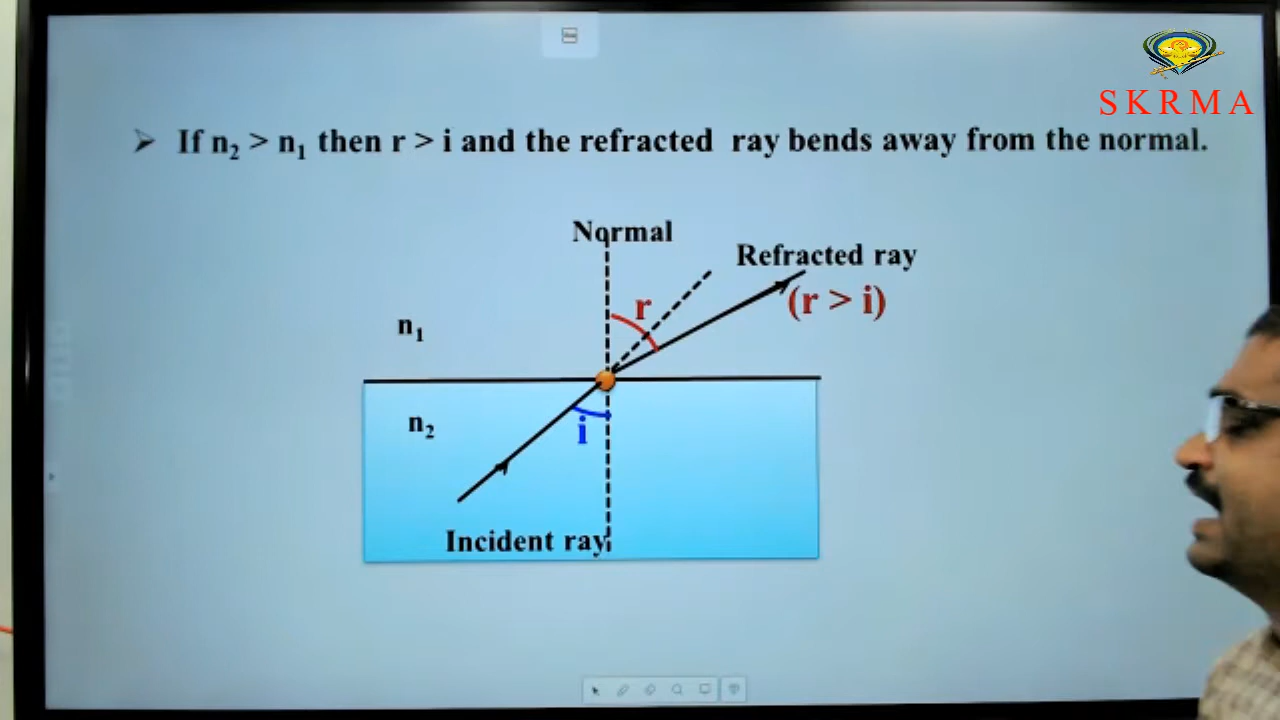 SKRMA
If n₂ > n₁ then r > i and the refracted ray bends away from the normal.
Normal
Refracted ray
r
(r > i)
n₁
n₂
i
Incident ray